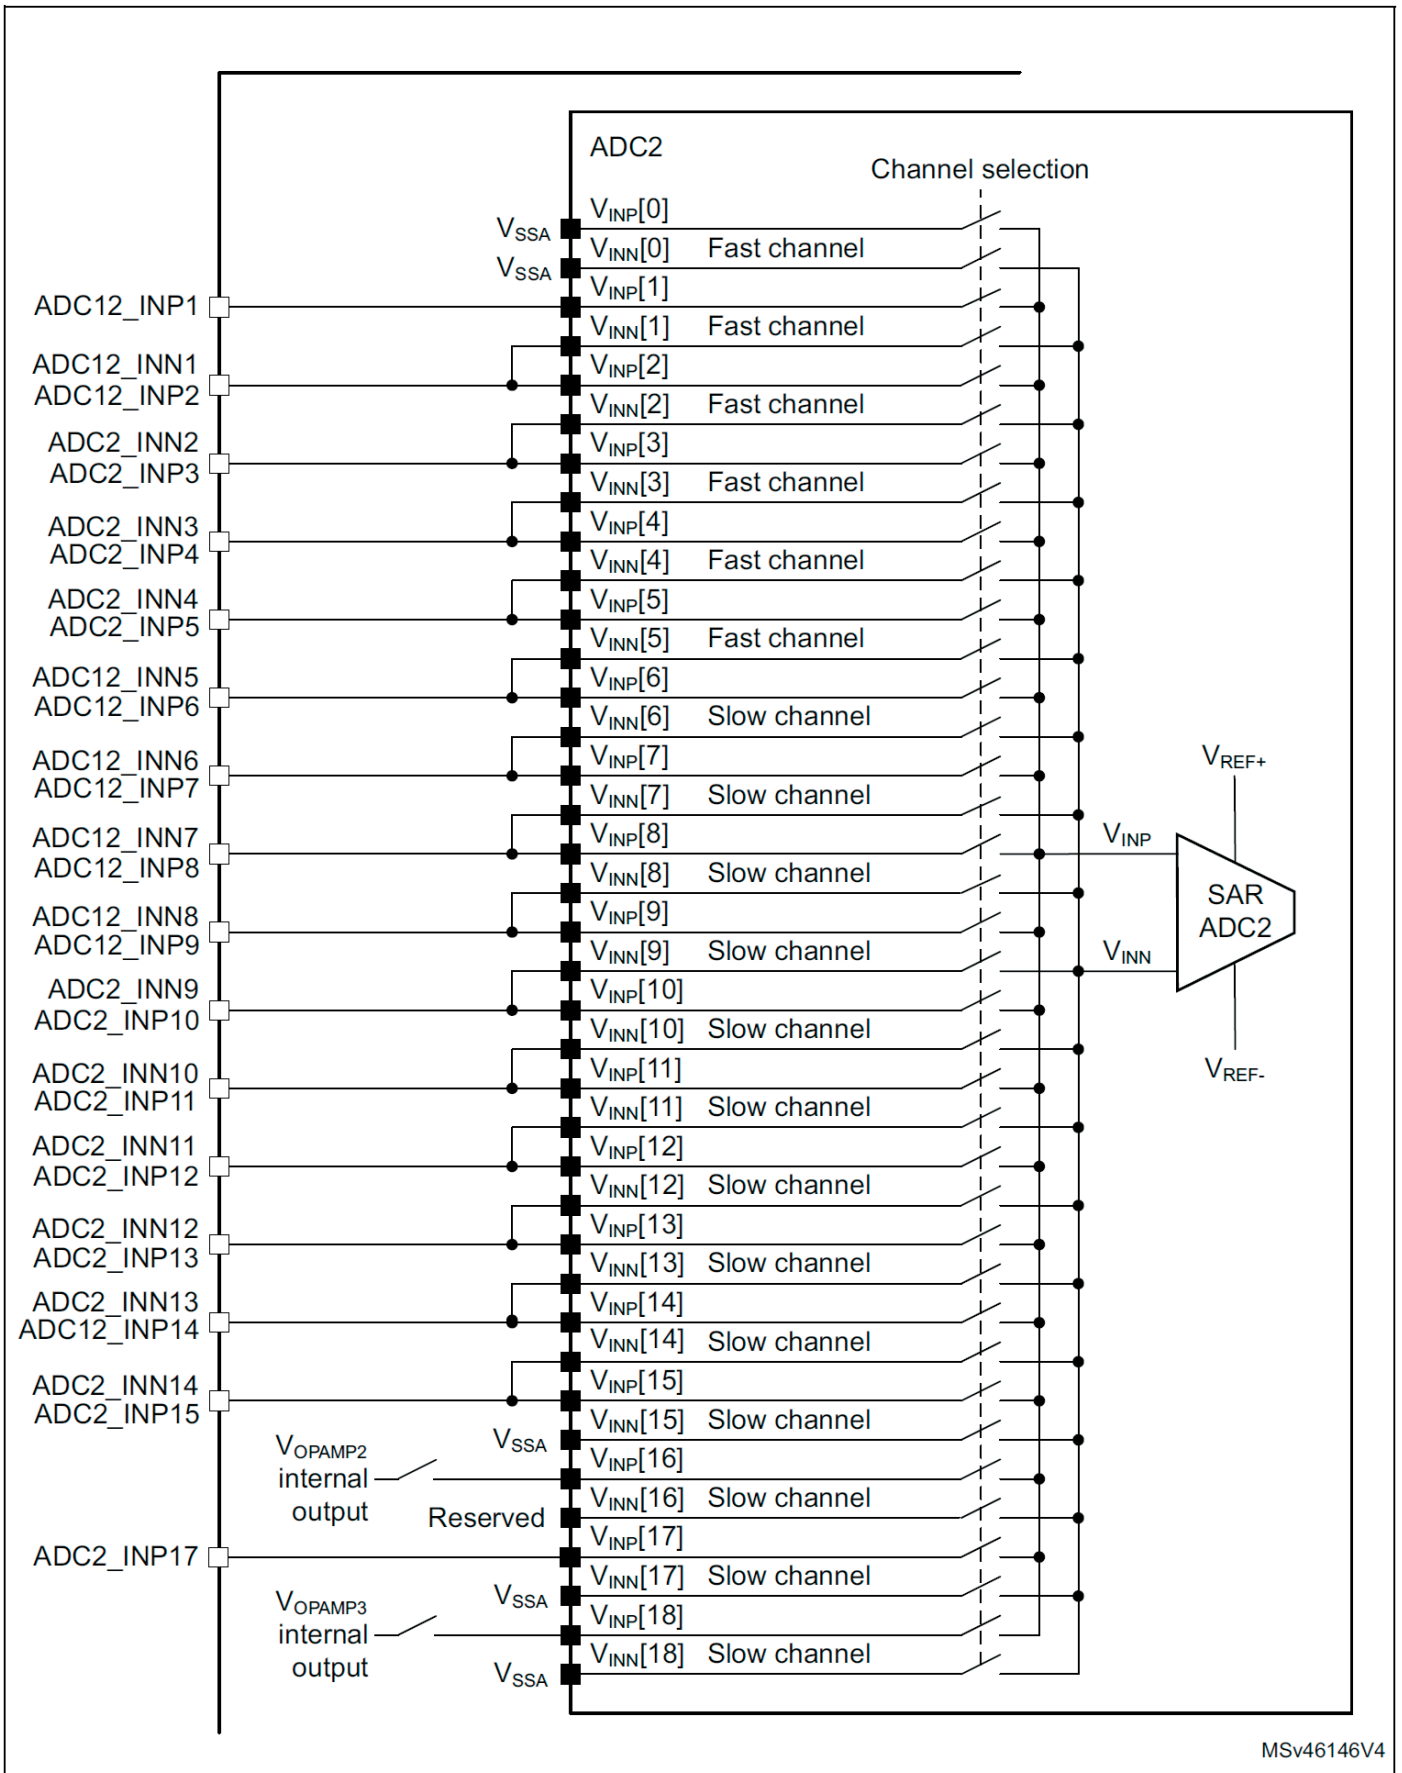 ADC2
Channel selection
VSSA
VINP[0]
VSSA
VINN[0] Fast channel
ADC12_INP1
VINP[1]
VINN[1] Fast channel
ADC12_INN1
ADC12_INP2
VINP[2]
VINN[2] Fast channel
ADC2_INN2
ADC2_INP3
VINP[3]
VINN[3] Fast channel
ADC2_INN3
ADC2_INP4
VINP[4]
VINN[4] Fast channel
ADC2_INN4
ADC2_INP5
VINP[5]
VINN[5] Fast channel
ADC12_INN5
ADC12_INP6
VINP[6]
VINN[6] Slow channel
ADC12_INN6
ADC12_INP7
VINP[7]
VINN[7] Slow channel
ADC12_INN7
ADC12_INP8
VINP[8]
VINN[8] Slow channel
ADC12_INN8
ADC12_INP9
VINP[9]
VINN[9] Slow channel
ADC2_INN9
ADC2_INP10
VINP[10]
VINN[10] Slow channel
ADC2_INN10
ADC2_INP11
VINP[11]
VINN[11] Slow channel
ADC2_INN11
ADC2_INP12
VINP[12]
VINN[12] Slow channel
ADC2_INN12
ADC2_INP13
VINP[13]
VINN[13] Slow channel
ADC2_INN13
ADC12_INP14
VINP[14]
VINN[14] Slow channel
ADC2_INN14
ADC2_INP15
VINP[15]
VSSA
VINN[15] Slow channel
VOPAMP2
internal
output
VINP[16]
Reserved
VINN[16] Slow channel
ADC2_INP17
VINP[17]
VSSA
VINN[17] Slow channel
VOPAMP3
internal
output
VINP[18]
VSSA
VINN[18] Slow channel
VREF+
VINP
SAR
ADC2
VINN
VREF-
MSv46146V4